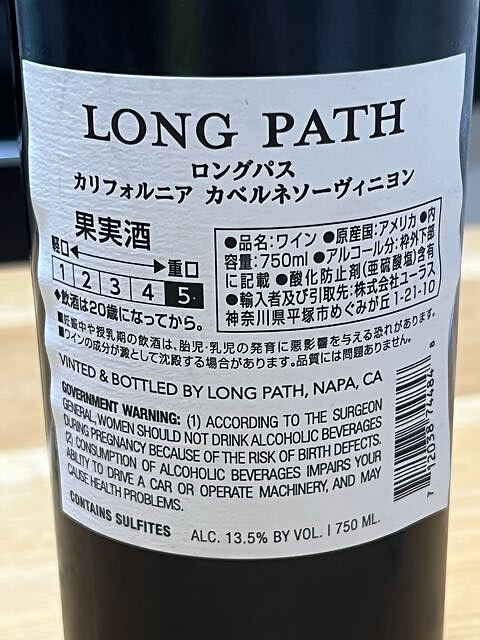 LONG PATH
ロングパス
カリフォルニア カベルネソーヴィニヨン
果実酒
軽口 重口
1 2 3 4 5
◆飲酒は20歳になってから。
●品名:ワイン ●原産国:アメリカ ●内
容量:750ml ●アルコール分:枠外下部
に記載 ●酸化防止剤(亜硫酸塩)含有
●輸入者及び引取先:株式会社ユーラス
神奈川県平塚市めぐみが丘1-21-10
■妊娠中や授乳期の飲酒は、胎児・乳児の発育に悪影響を与える恐れがあります。
■ワインの成分が澱として沈殿する場合がありますが、品質には問題ありません。
VINTED & BOTTLED BY LONG PATH, NAPA, CA
GOVERNMENT WARNING: (1) ACCORDING TO THE SURGEON
GENERAL, WOMEN SHOULD NOT DRINK ALCOHOLIC BEVERAGES
DURING PREGNANCY BECAUSE OF THE RISK OF BIRTH DEFECTS.
(2) CONSUMPTION OF ALCOHOLIC BEVERAGES IMPAIRS YOUR
ABILITY TO DRIVE A CAR OR OPERATE MACHINERY, AND MAY
CAUSE HEALTH PROBLEMS.
CONTAINS SULFITES
ALC. 13.5% BY VOL. | 750 ML.
7 12038 74484 8